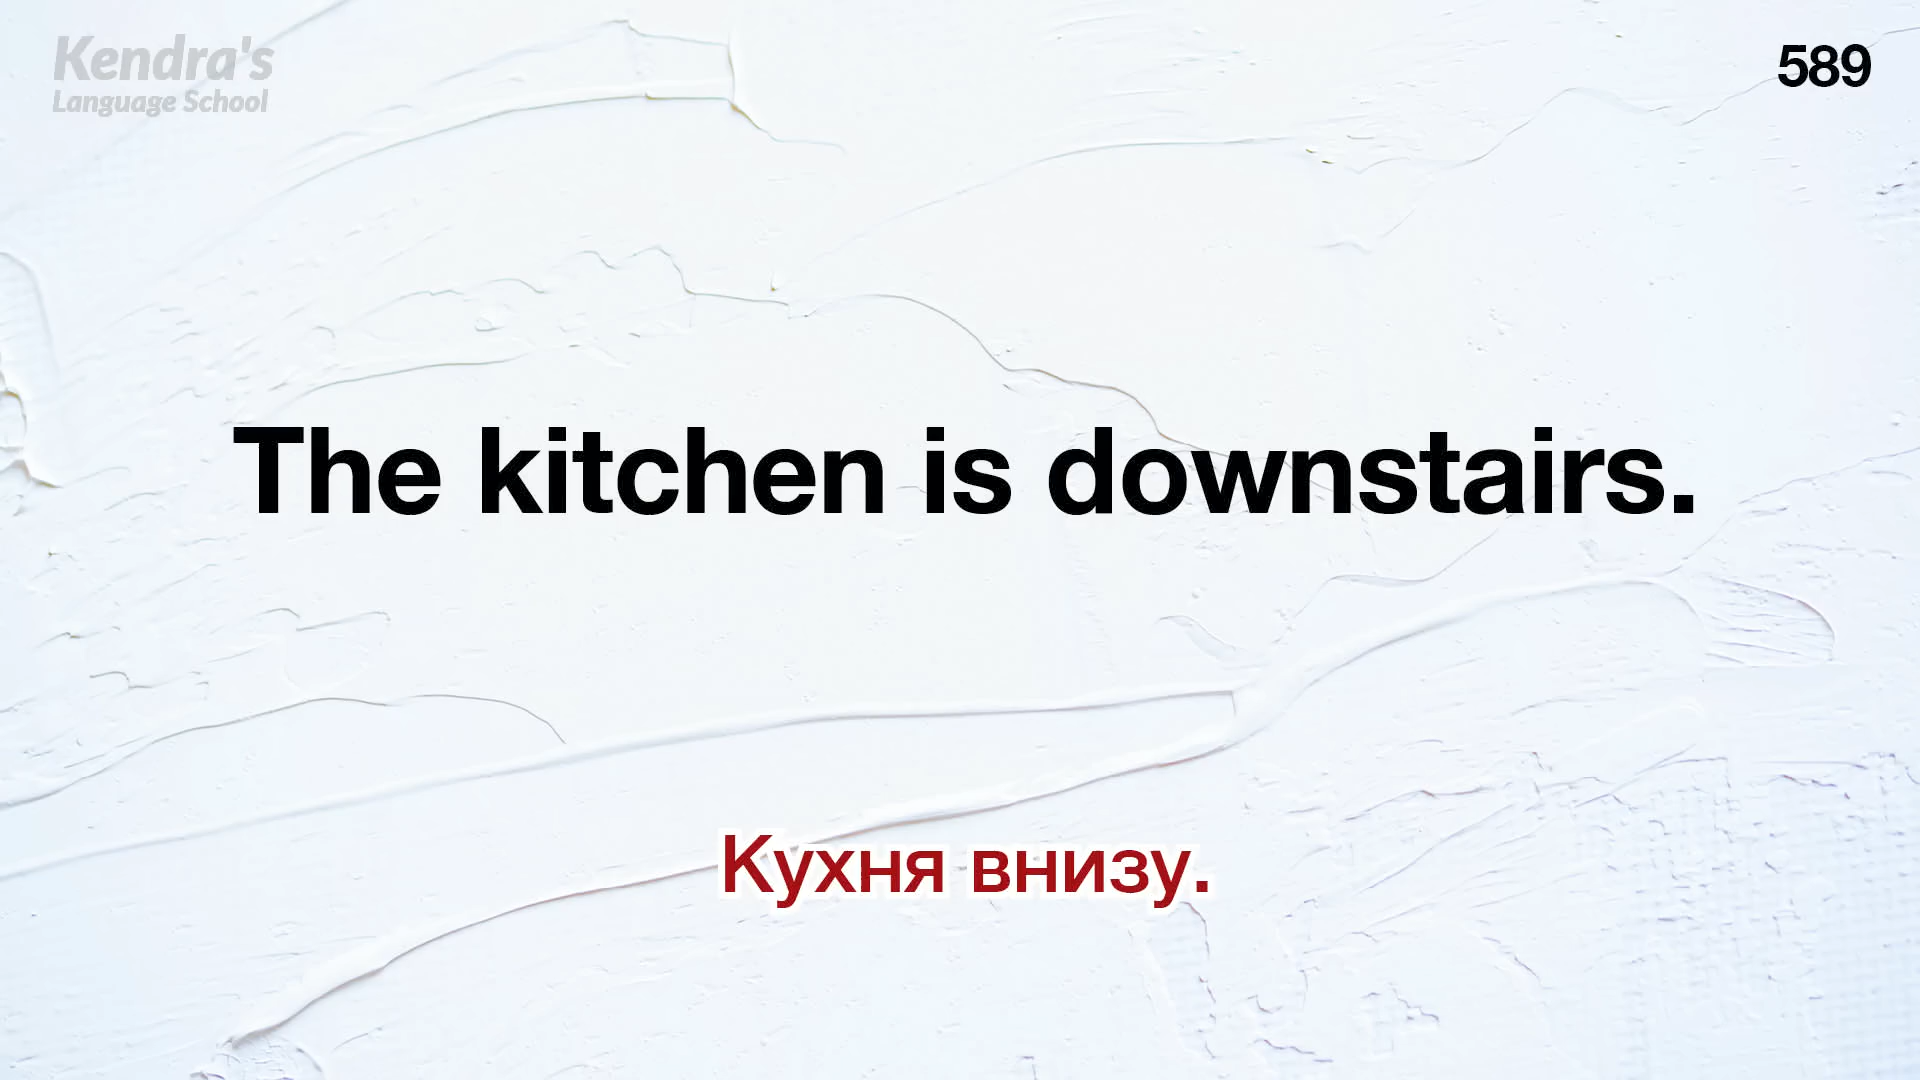 Kendra's
Language School
589
The kitchen is downstairs.
Кухня внизу.